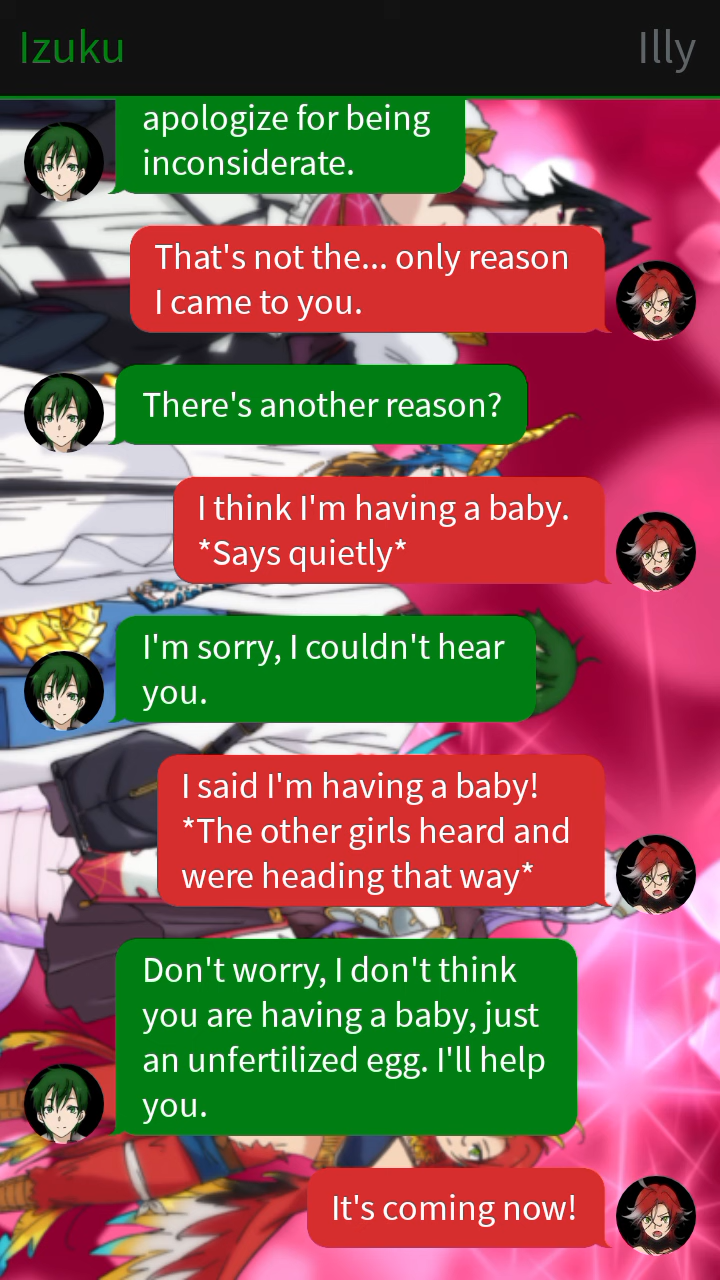 Izuku
Illy
apologize for being
inconsiderate.
That's not the... only reason
I came to you.
There's another reason?
I think I'm having a baby.
*Says quietly*
I'm sorry, I couldn't hear
you.
I said I'm having a baby!
*The other girls heard and
were heading that way*
Don't worry, I don't think
you are having a baby, just
an unfertilized egg. I'll help
you.
It's coming now!